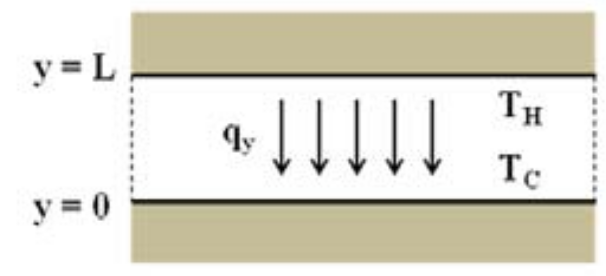 y = L
T_H
q_y
T_C
y = 0